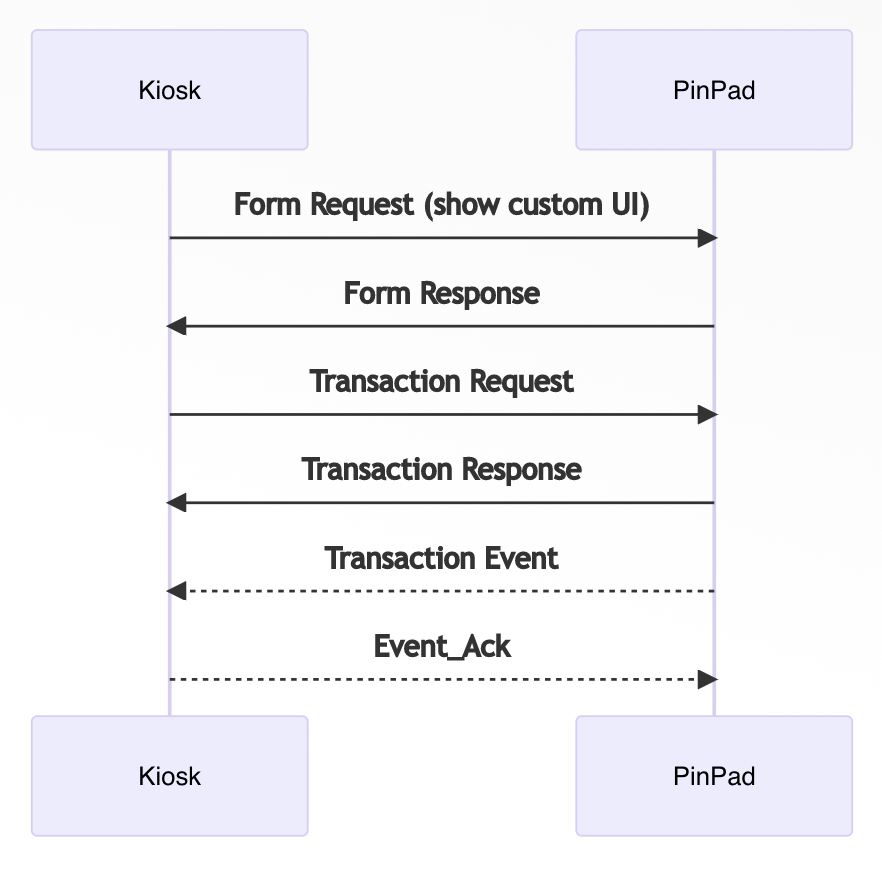 Kiosk
PinPad
Form Request (show custom UI)
Form Response
Transaction Request
Transaction Response
Transaction Event
Event_Ack
Kiosk
PinPad